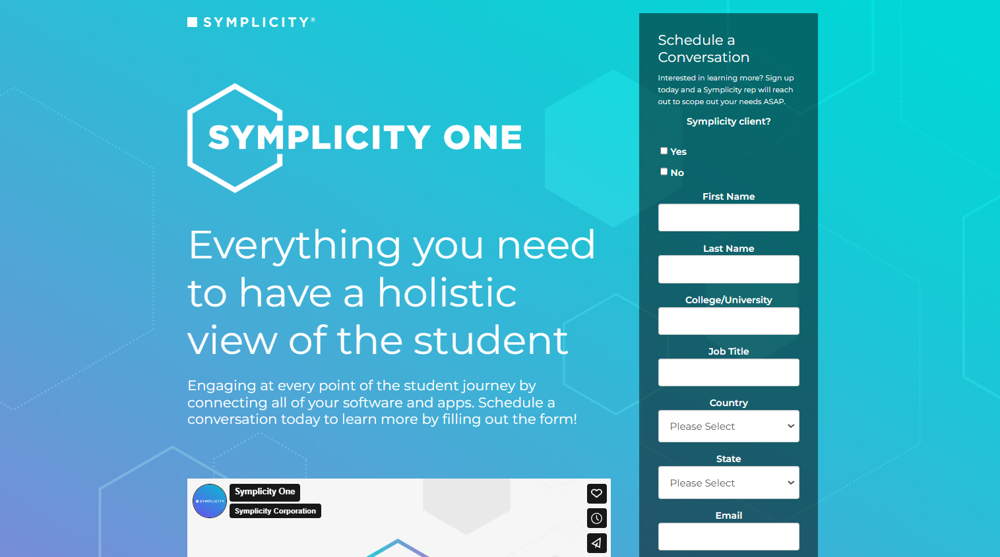 SYMPLICITY®
SYMPLICITY ONE
Everything you need
to have a holistic
view of the student
Engaging at every point of the student journey by
connecting all of your software and apps. Schedule a
conversation today to learn more by filling out the form!
SYMPLICITY
Symplicity One
Symplicity Corporation
Schedule a
Conversation
Interested in learning more? Sign up
today and a Symplicity rep will reach
out to scope out your needs ASAP.
Symplicity client?
Yes
No
First Name
Last Name
College/University
Job Title
Country
Please Select
State
Please Select
Email